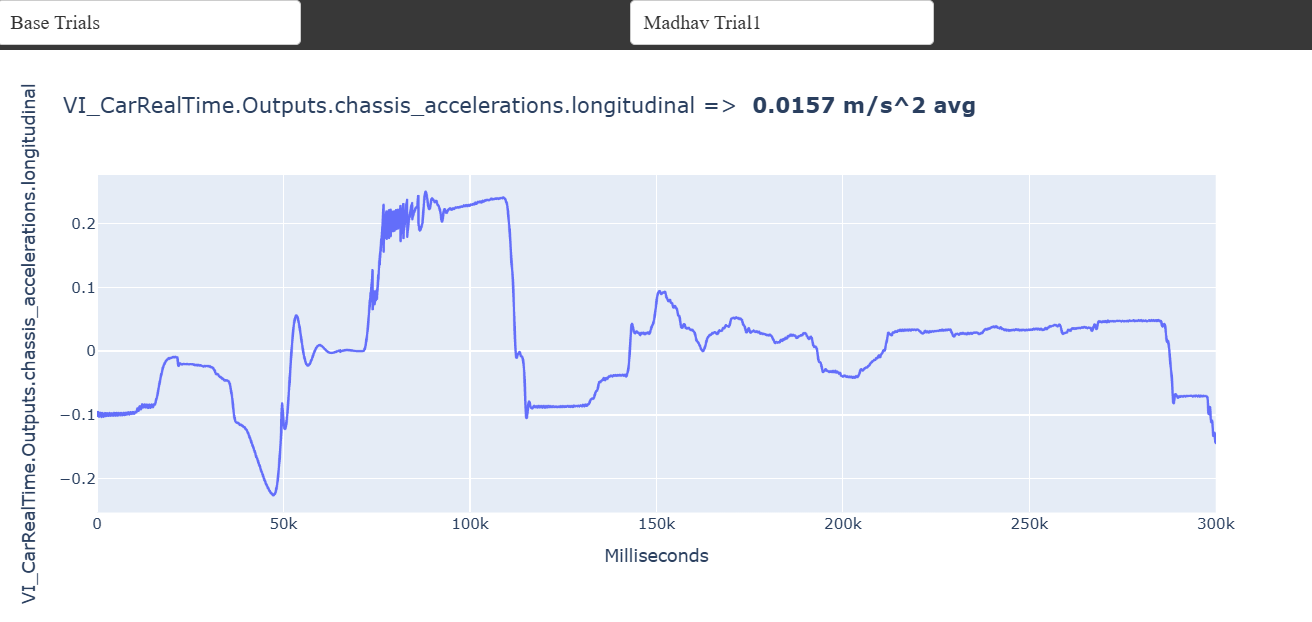 Base Trials
Madhav Trial1
VI_CarRealTime.Outputs.chassis_accelerations.longitudinal => 0.0157 m/s^2 avg
VI_CarRealTime.Outputs.chassis_accelerations.longitudinal
0.2
0.1
0
−0.1
−0.2
0
50k
100k
150k
200k
250k
300k
Milliseconds